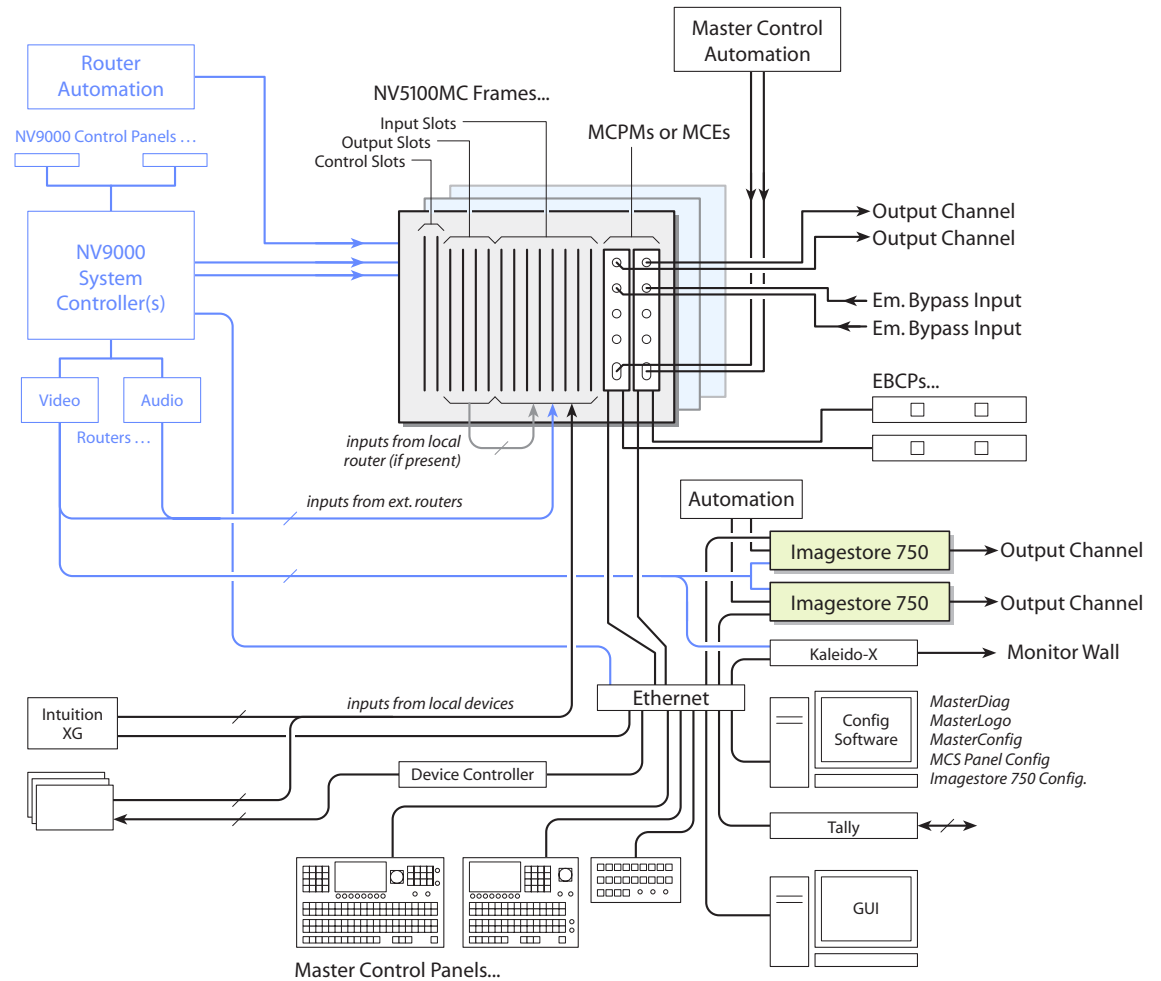 Master Control
Automation
Router
Automation
NV5100MC Frames...
Input Slots
Output Slots
Control Slots
MCPMs or MCEs
NV9000 Control Panels . . .
NV9000
System
Controller(s)
Output Channel
Output Channel
Em. Bypass Input
Em. Bypass Input
EBCPs...
Video
Audio
Routers . . .
inputs from local
router (if present)
inputs from ext. routers
Automation
Imagestore 750
Output Channel
Imagestore 750
Output Channel
Kaleido-X
Monitor Wall
Ethernet
inputs from local devices
Intuition
XG
Config
Software
MasterDiag
MasterLogo
MasterConfig
MCS Panel Config
Imagestore 750 Config.
Device Controller
Tally
GUI
Master Control Panels...